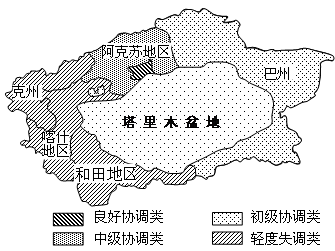 阿克苏地区
巴州
克州
塔里木盆地
喀什
地区
和田地区
良好协调类
初级协调类
中级协调类
轻度失调类